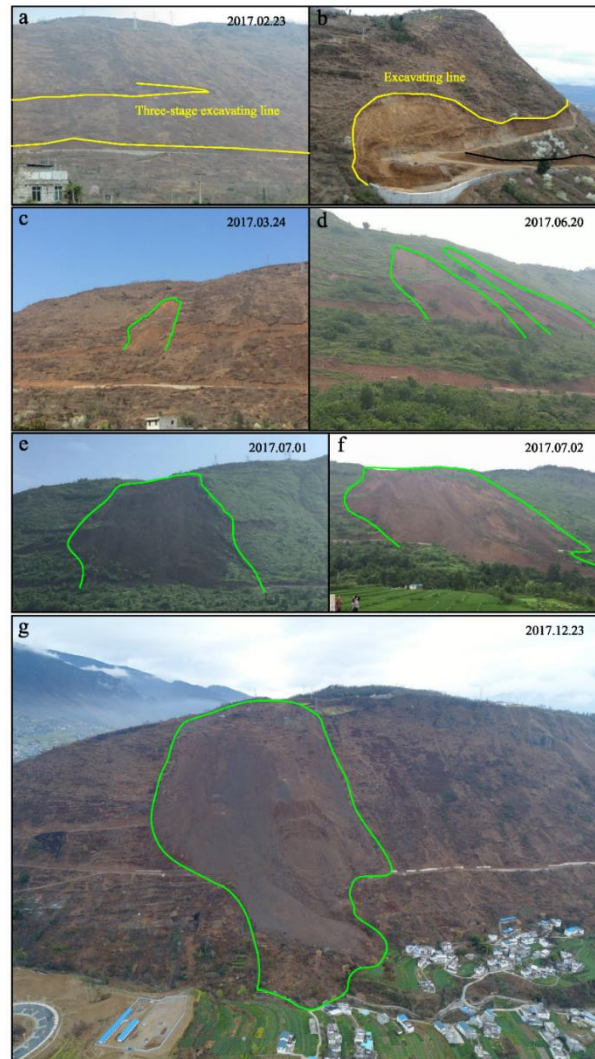 a
2017.02.23
Three-stage excavating line
b
Excavating line
c
2017.03.24
d
2017.06.20
e
2017.07.01
f
2017.07.02
g
2017.12.23